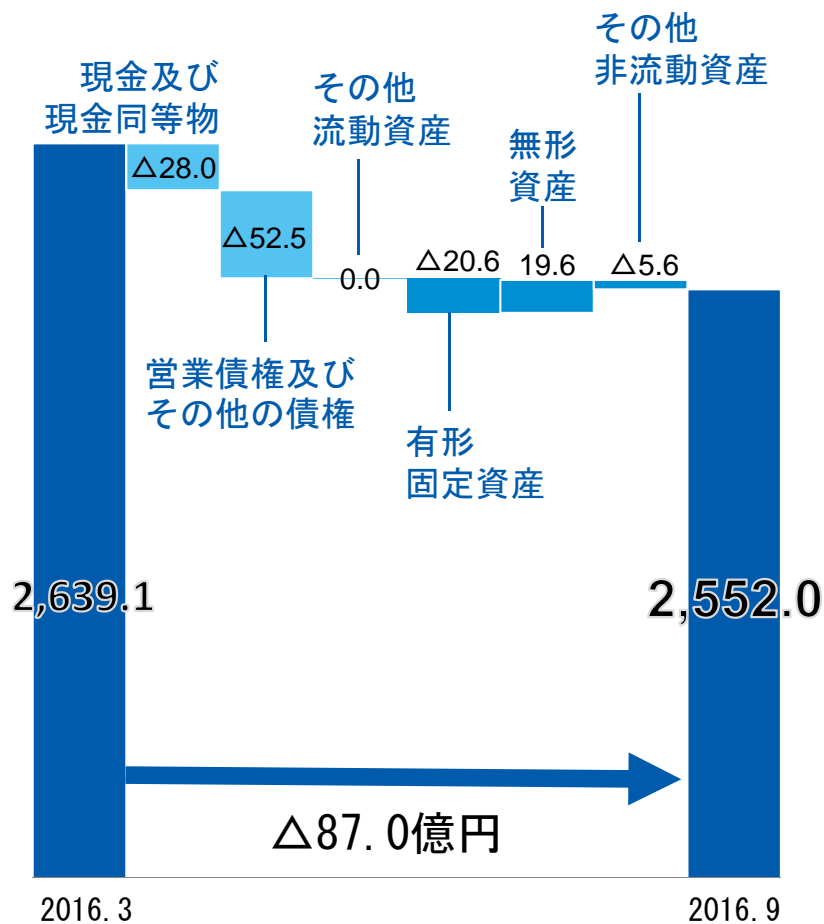 現金及び
現金同等物
△28.0
△52.5
営業債権及び
その他の債権
その他
流動資産
0.0
△20.6
有形
固定資産
無形
資産
19.6
その他
非流動資産
△5.6
2,639.1
2,552.0
△87.0億円
2016.3
2016.9